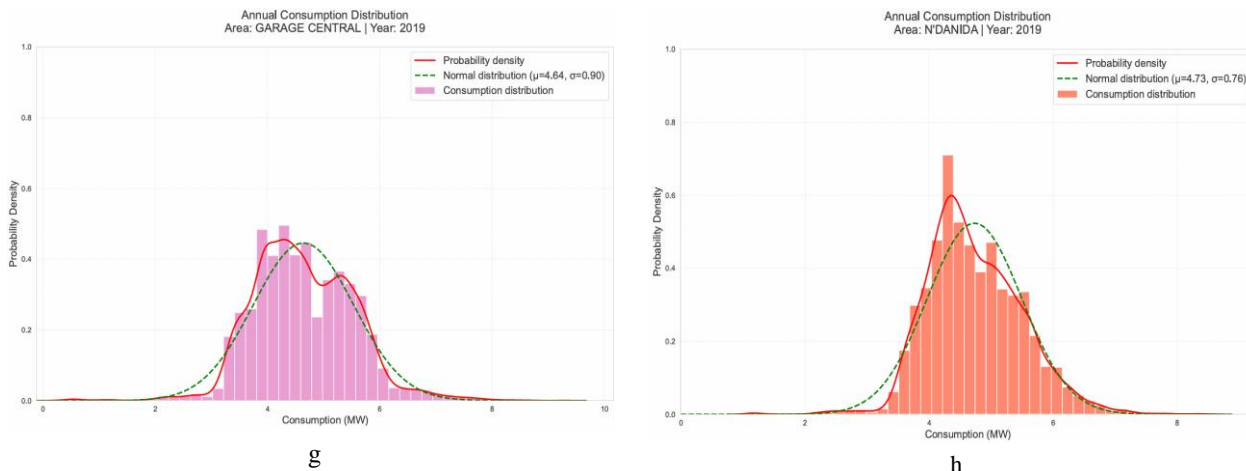 Annual Consumption Distribution
Area: GARAGE CENTRAL | Year: 2019
1.0
0.8
0.6
0.4
0.2
0.0
Probability Density
Probability density
Normal distribution (μ=4.64, σ=0.90)
Consumption distribution
0
2
4
6
8
10
Consumption (MW)
g
Annual Consumption Distribution
Area: N'DANIDA | Year: 2019
1.0
0.8
0.6
0.4
0.2
0.0
Probability Density
Probability density
Normal distribution (μ=4.73, σ=0.76)
Consumption distribution
0
2
4
6
8
Consumption (MW)
h